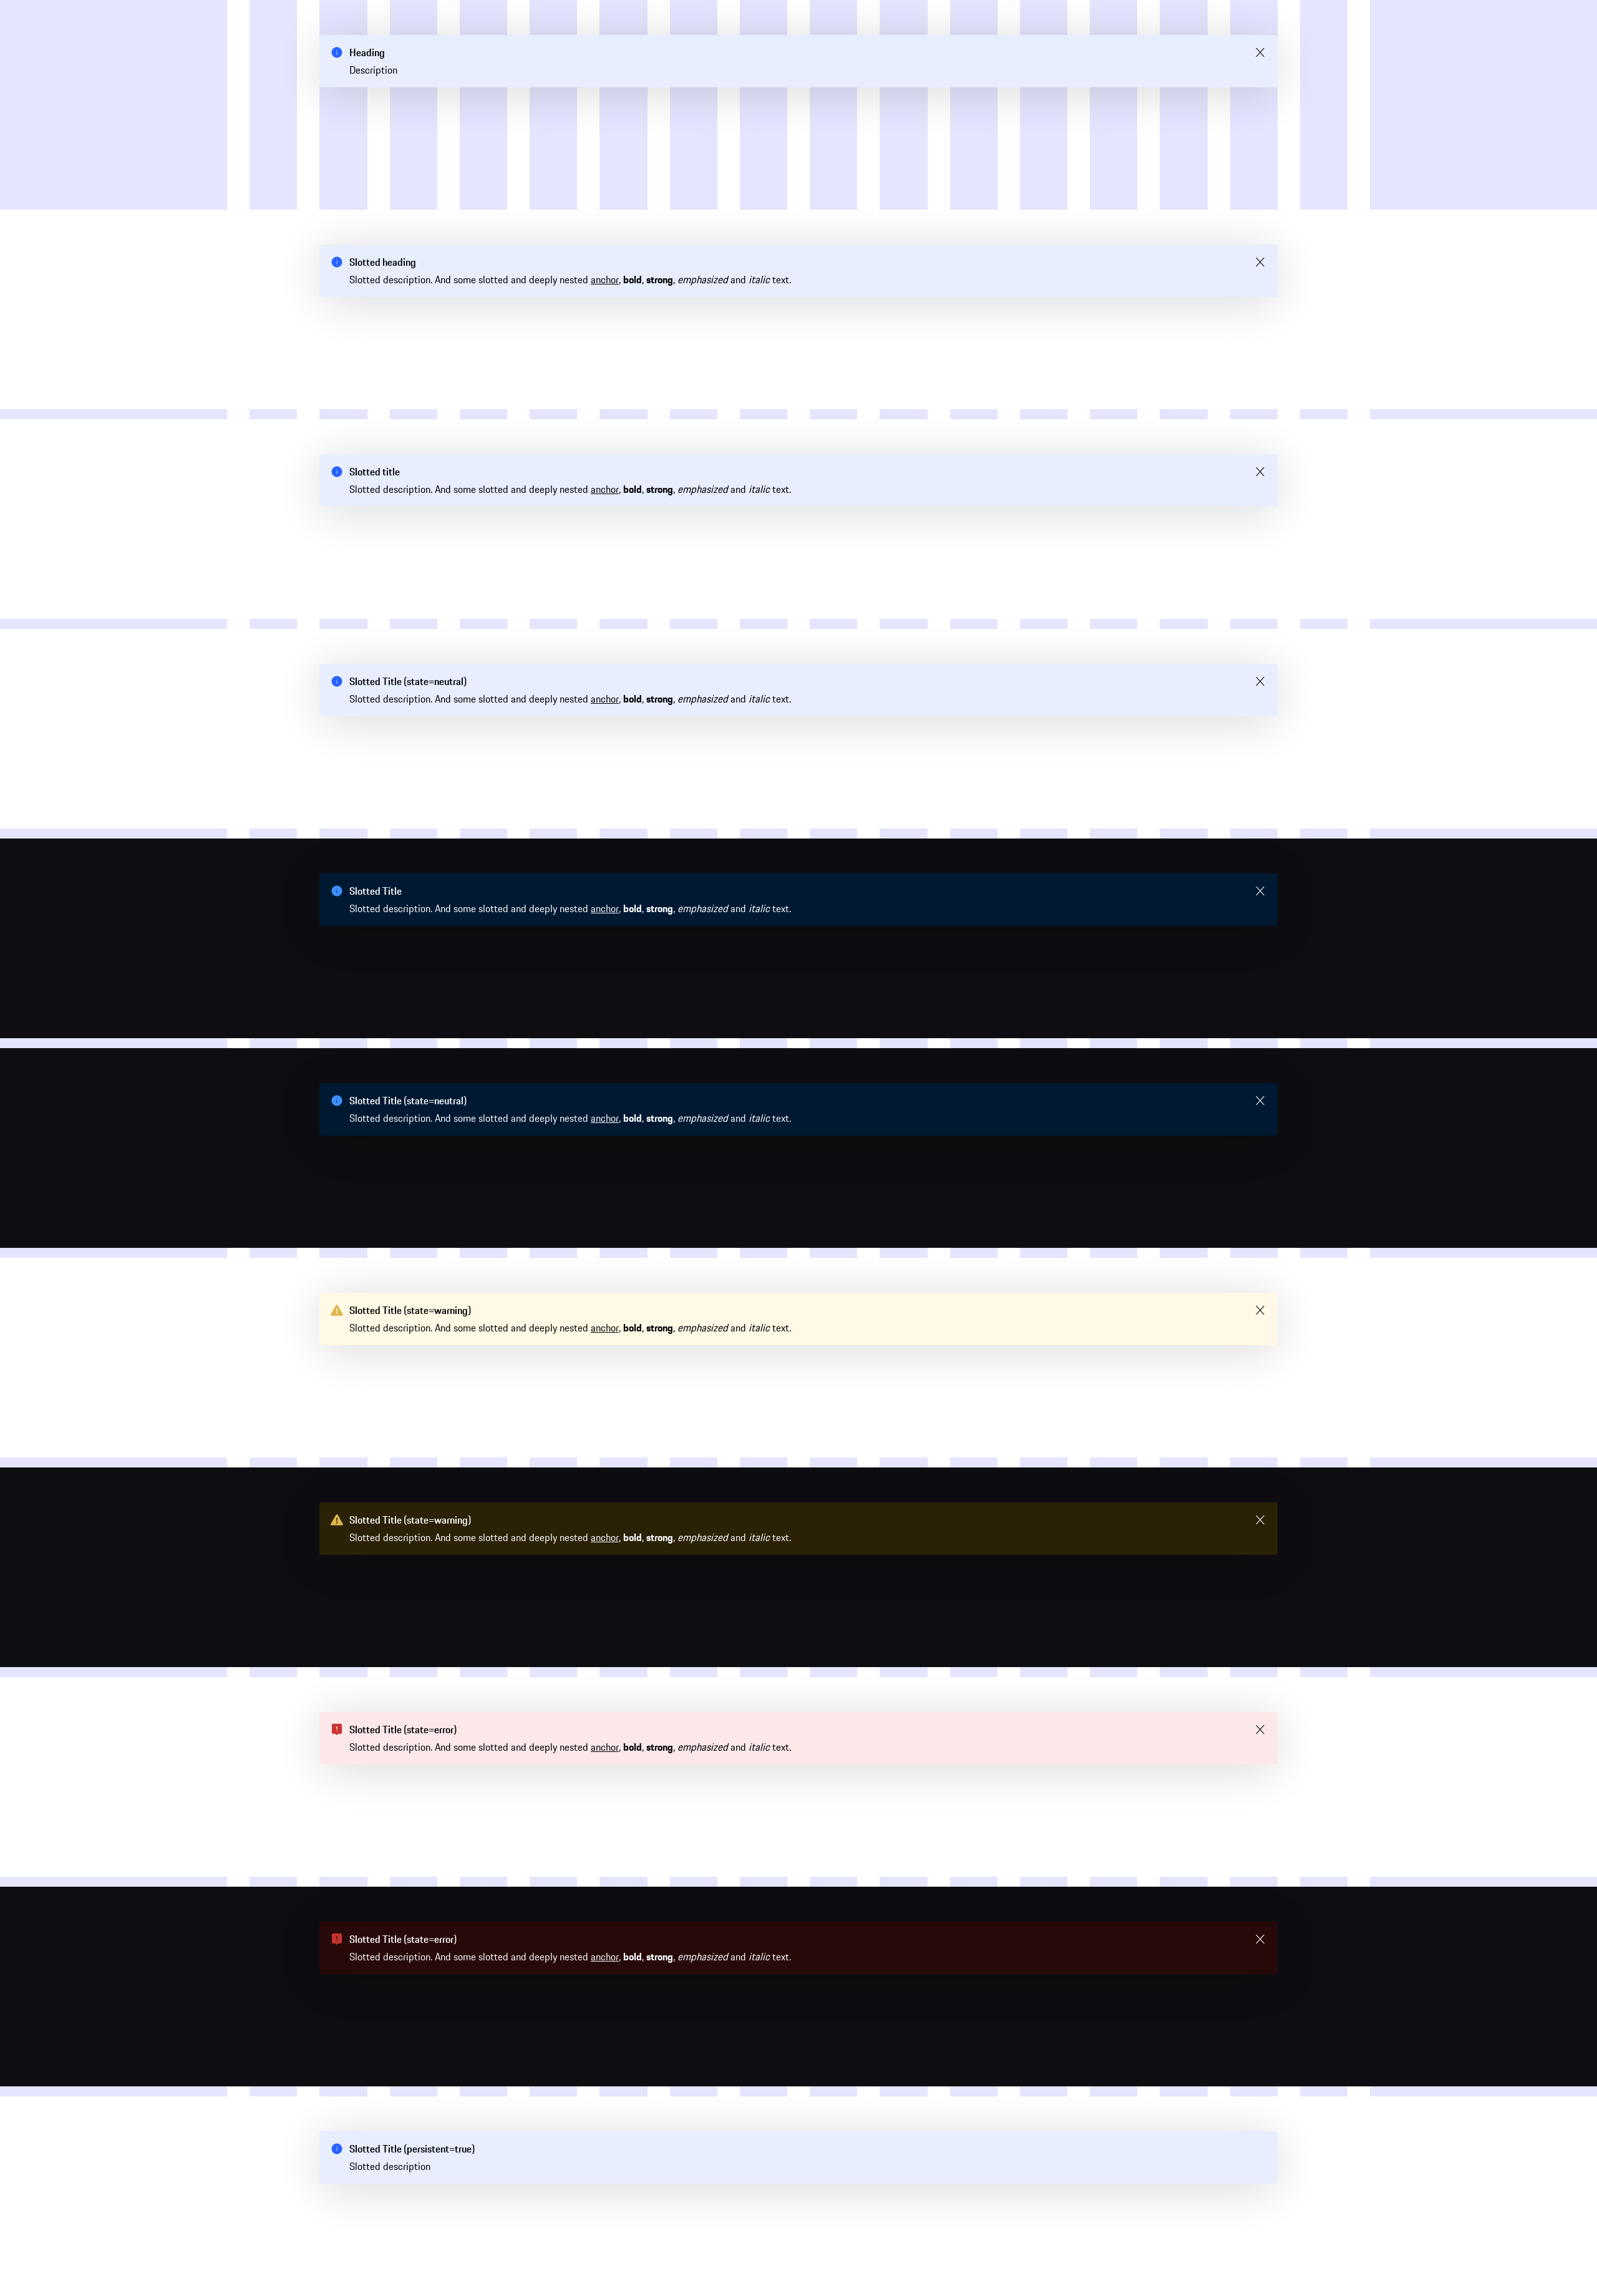 Heading
Description
Slotted heading
Slotted description. And some slotted and deeply nested anchor, bold, strong, emphasized and italic text.
Slotted title
Slotted description. And some slotted and deeply nested anchor, bold, strong, emphasized and italic text.
Slotted Title (state=neutral)
Slotted description. And some slotted and deeply nested anchor, bold, strong, emphasized and italic text.
Slotted Title
Slotted description. And some slotted and deeply nested anchor, bold, strong, emphasized and italic text.
Slotted Title (state=neutral)
Slotted description. And some slotted and deeply nested anchor, bold, strong, emphasized and italic text.
Slotted Title (state=warning)
Slotted description. And some slotted and deeply nested anchor, bold, strong, emphasized and italic text.
Slotted Title (state=warning)
Slotted description. And some slotted and deeply nested anchor, bold, strong, emphasized and italic text.
Slotted Title (state=error)
Slotted description. And some slotted and deeply nested anchor, bold, strong, emphasized and italic text.
Slotted Title (state=error)
Slotted description. And some slotted and deeply nested anchor, bold, strong, emphasized and italic text.
Slotted Title (persistent=true)
Slotted description